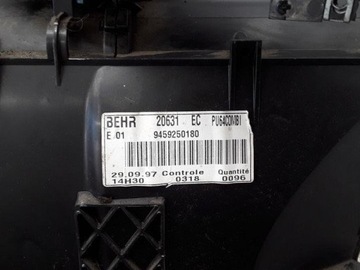 BEHR 20631 EC PU64COMBI
E 01 9459250180
29.09.97 Controle Quantité
14H30 0318 0096